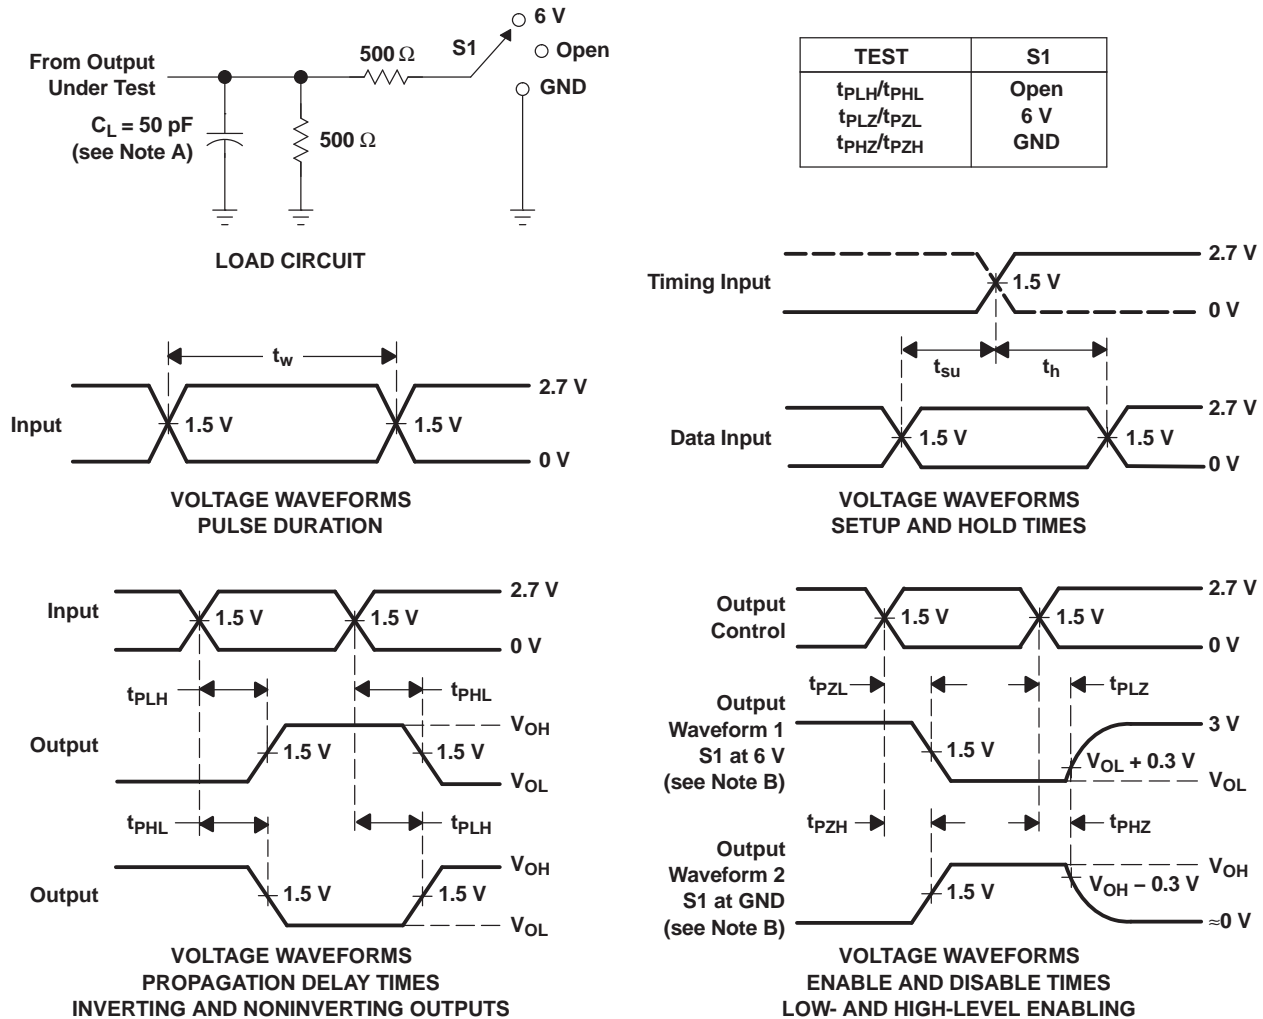 6 V
S1
500 Ω
Open
From Output
Under Test
GND
CL = 50 pF
(see Note A)
500 Ω
LOAD CIRCUIT
TEST S1
tPLH/tPHL Open
tPLZ/tPZL 6 V
tPHZ/tPZH GND
2.7 V
Timing Input
1.5 V
0 V
tsu th
2.7 V
Data Input
1.5 V 1.5 V
0 V
VOLTAGE WAVEFORMS
SETUP AND HOLD TIMES
tw
2.7 V
Input
1.5 V 1.5 V
0 V
VOLTAGE WAVEFORMS
PULSE DURATION
2.7 V
Input
1.5 V 1.5 V
0 V
tPLH tPHL
VOH
Output
1.5 V 1.5 V
VOL
tPHL tPLH
VOH
Output
1.5 V 1.5 V
VOL
VOLTAGE WAVEFORMS
PROPAGATION DELAY TIMES
INVERTING AND NONINVERTING OUTPUTS
2.7 V
Output
Control
1.5 V 1.5 V
0 V
tPZL tPLZ
Output
Waveform 1
S1 at 6 V
(see Note B)
3 V
1.5 V
VOL + 0.3 V
VOL
tPZH tPHZ
Output
Waveform 2
S1 at GND
(see Note B)
VOH
1.5 V
VOH − 0.3 V
≈0 V
VOLTAGE WAVEFORMS
ENABLE AND DISABLE TIMES
LOW- AND HIGH-LEVEL ENABLING